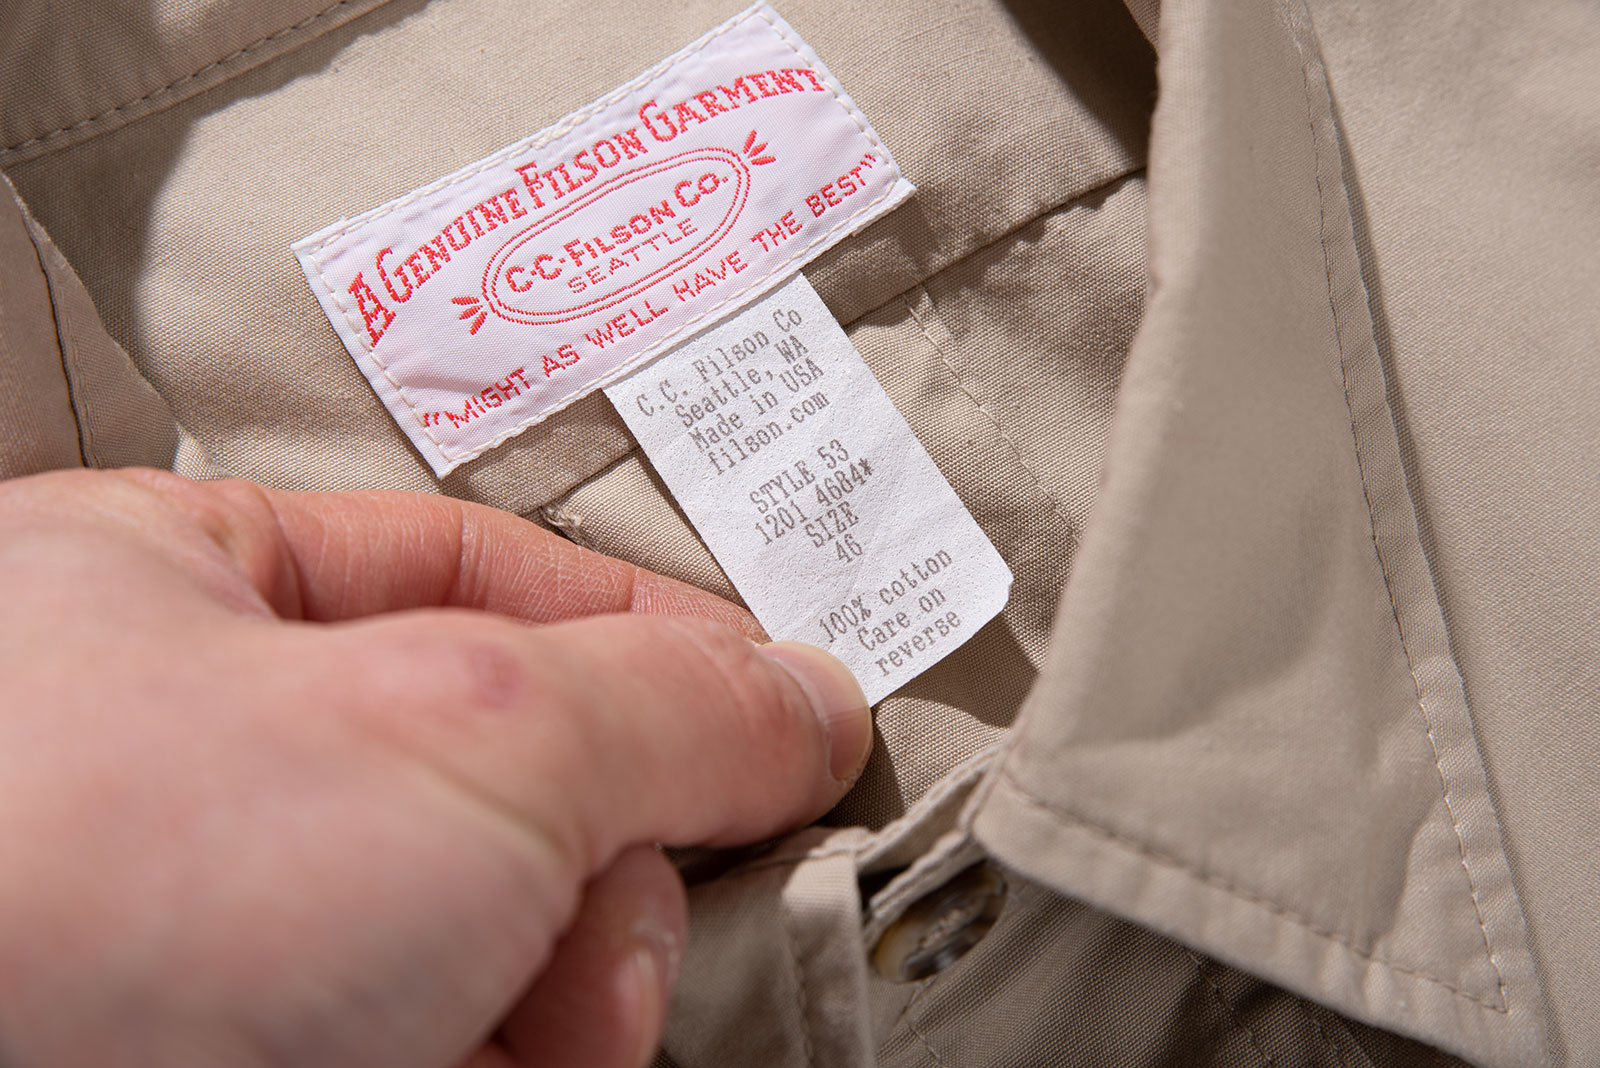 A GENUINE FILSON GARMENT
C.C. FILSON CO.
SEATTLE
"MIGHT AS WELL HAVE THE BEST"
C.C. Filson Co
Seattle, WA
Made in USA
filson.com
STYLE 53
1201 4684*
SIZE
46
100% cotton
Care on
reverse